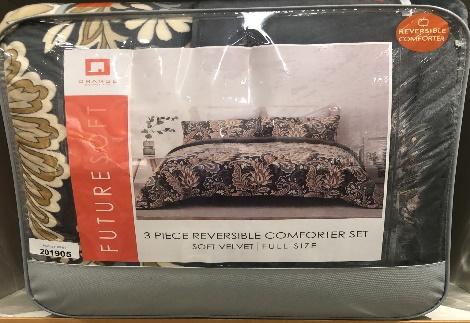 ORANGE
FUTURE SOFT
3 PIECE REVERSIBLE COMFORTER SET
SOFT VELVET | FULL SIZE
REVERSIBLE
COMFORTER
201905